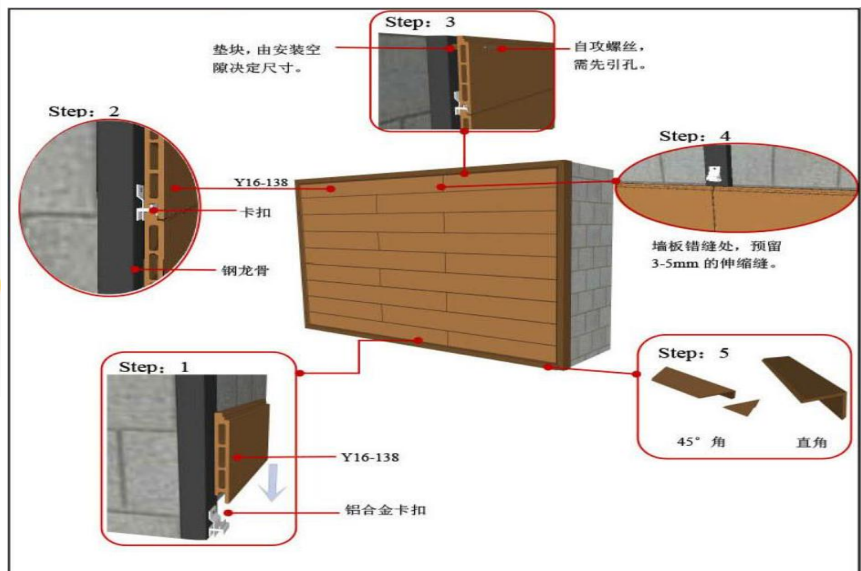 Step：3
垫块，由安装空
隙决定尺寸。
自攻螺丝，
需先引孔。
Step：2
Y16-138
卡扣
钢龙骨
Step：4
墙板错缝处，预留
3-5mm 的伸缩缝。
Step：1
Y16-138
铝合金卡扣
Step：5
45° 角
直角